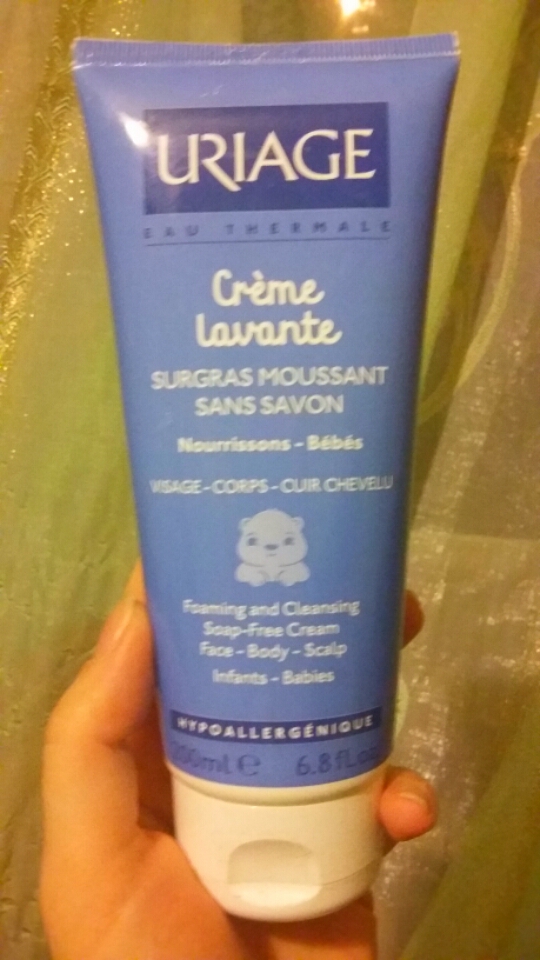 URIAGE
EAU THERMALE
Crème
lavante
SURGRAS MOUSSANT
SANS SAVON
Nourrissons - Bébés
VISAGE - CORPS - CUIR CHEVELU
Foaming and Cleansing
Soap-Free Cream
Face - Body - Scalp
Infants - Babies
HYPOALLERGÉNIQUE
200ml e 6.8 fl.oz